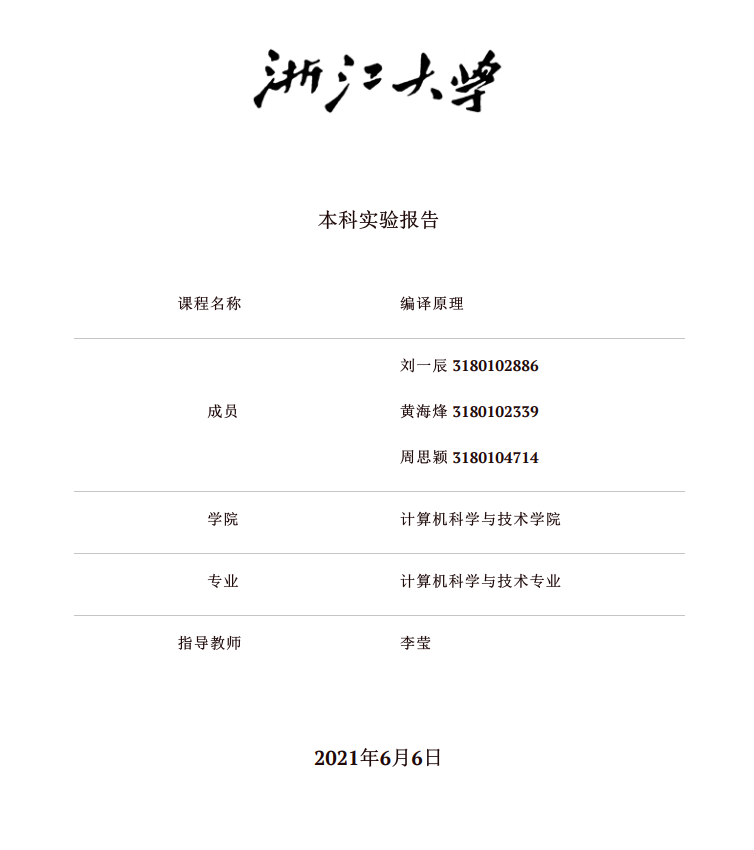 浙江大学
本科实验报告
课程名称 编译原理
成员
刘一辰 3180102886
黄海烽 3180102339
周思颖 3180104714
学院 计算机科学与技术学院
专业 计算机科学与技术专业
指导教师 李莹
2021年6月6日